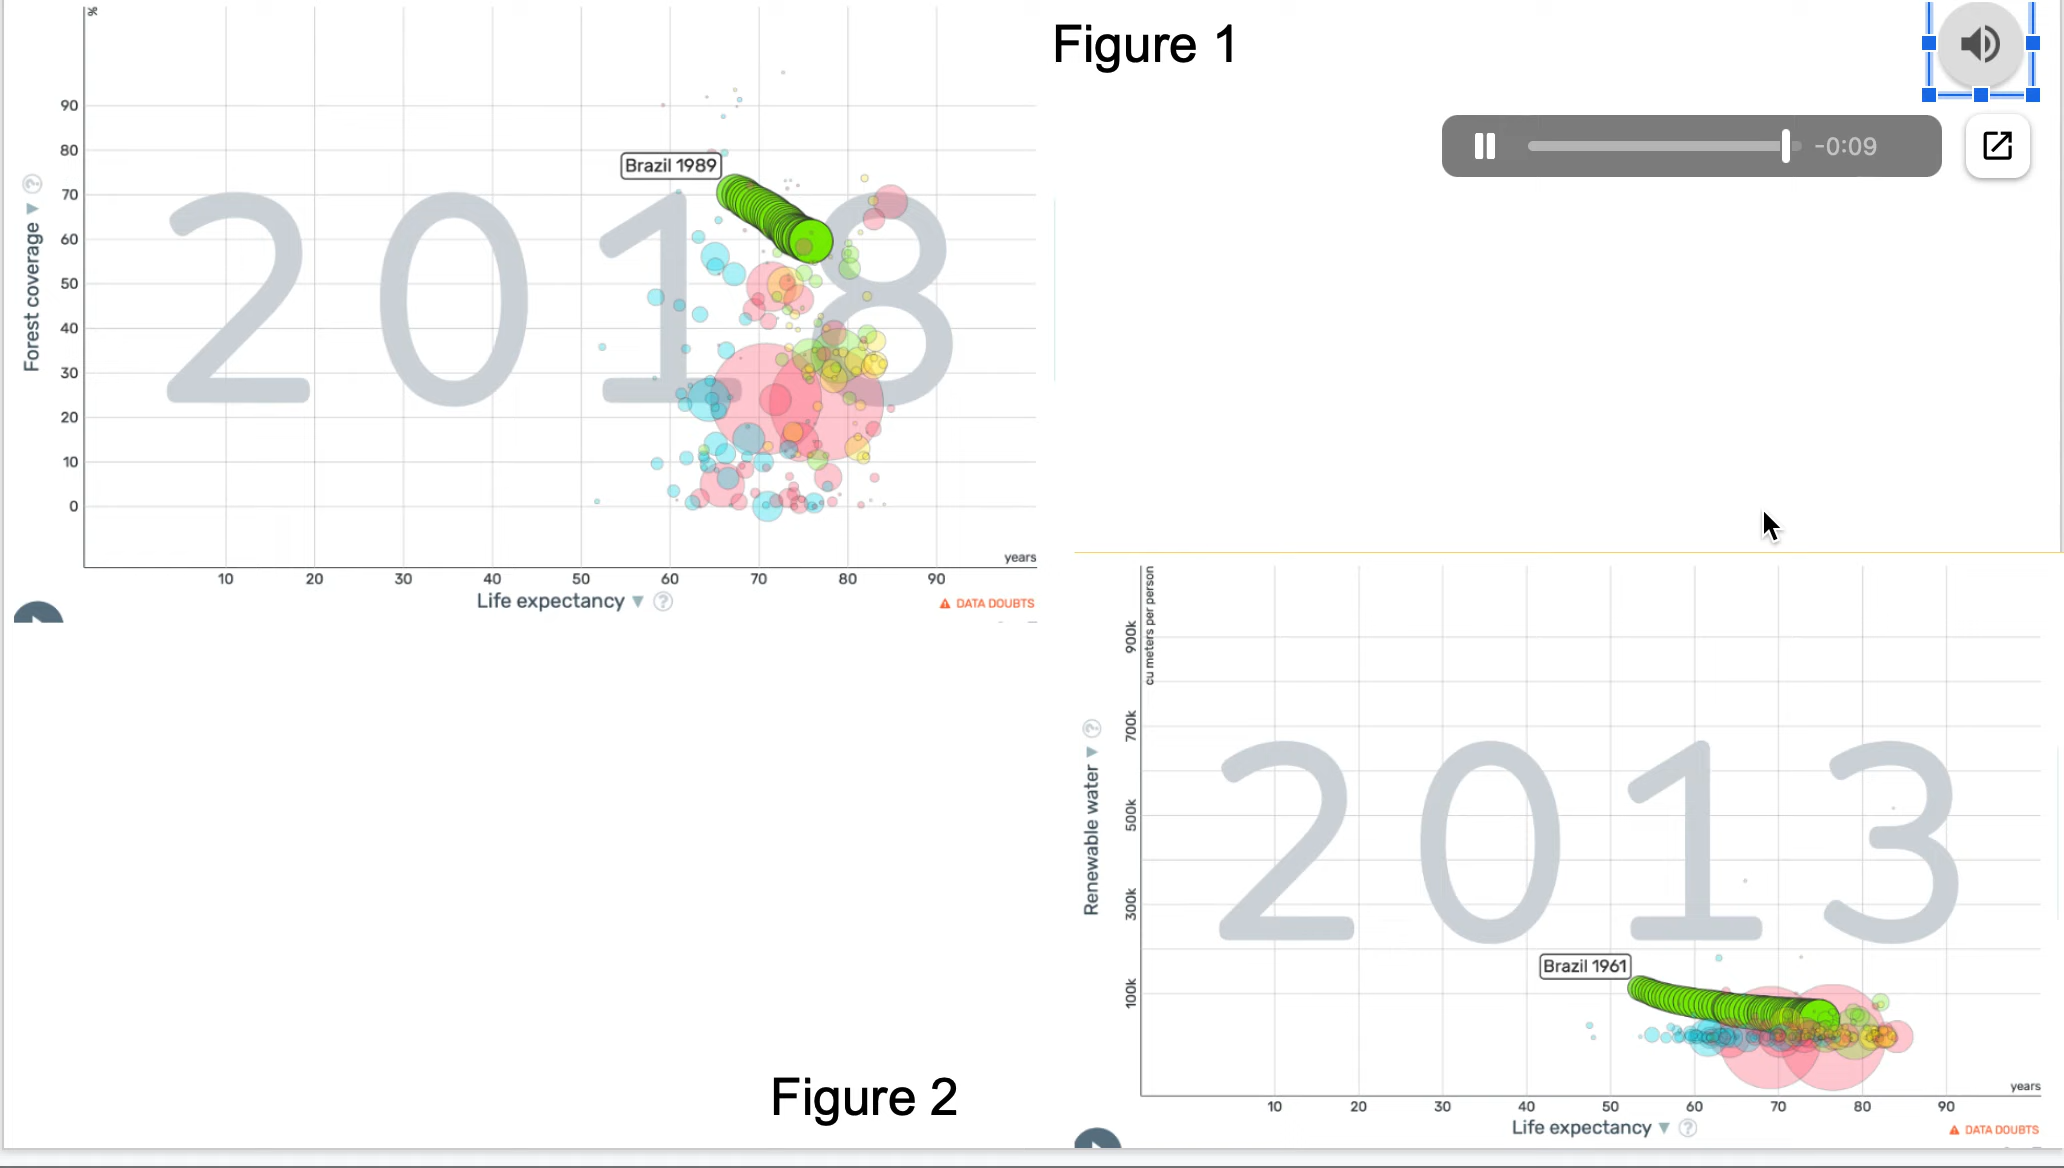 Figure 1
-0:09
%
2018
90
80
70
60
50
40
30
20
10
0
Forest coverage ▼ ?
Brazil 1989
years
10 20 30 40 50 60 70 80 90
Life expectancy ▼ ?
DATA DOUBTS
Figure 2
cu meters per person
2013
900k
700k
500k
300k
100k
Renewable water ▼ ?
Brazil 1961
years
10 20 30 40 50 60 70 80 90
Life expectancy ▼ ?
DATA DOUBTS